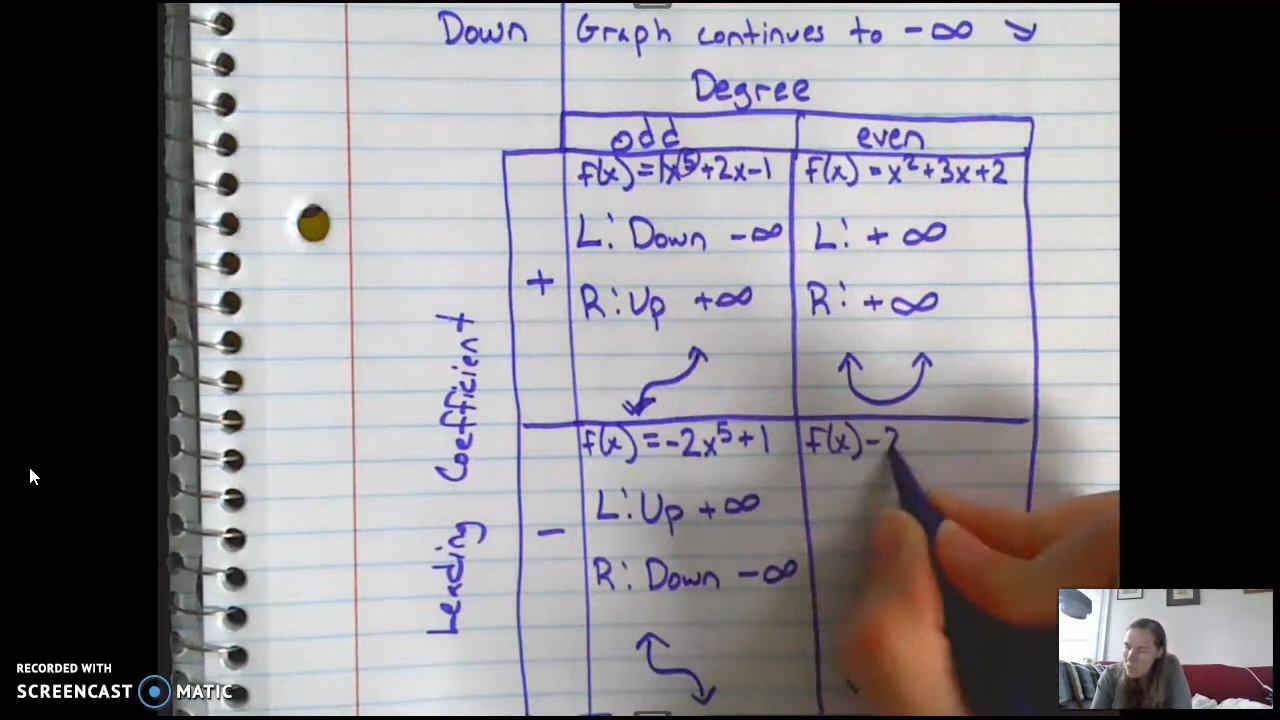 Down Graph continues to -∞ ↘
Degree
odd even
f(x) = 1x⁵+2x-1 f(x) = x²+3x+2
L: Down -∞ L: + ∞
+
R: Up +∞ R: + ∞
Leading Coefficient
f(x) = -2x⁵+1 f(x) -2
L: Up +∞
−
R: Down -∞
RECORDED WITH
SCREENCAST MATIC